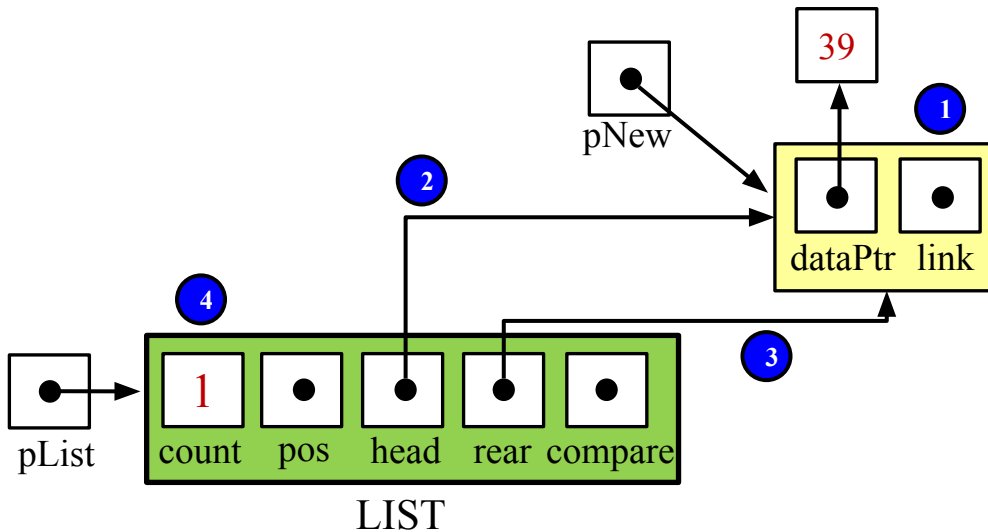 39
pNew
1
2
dataPtr link
4
3
1
pList
count pos head rear compare
LIST